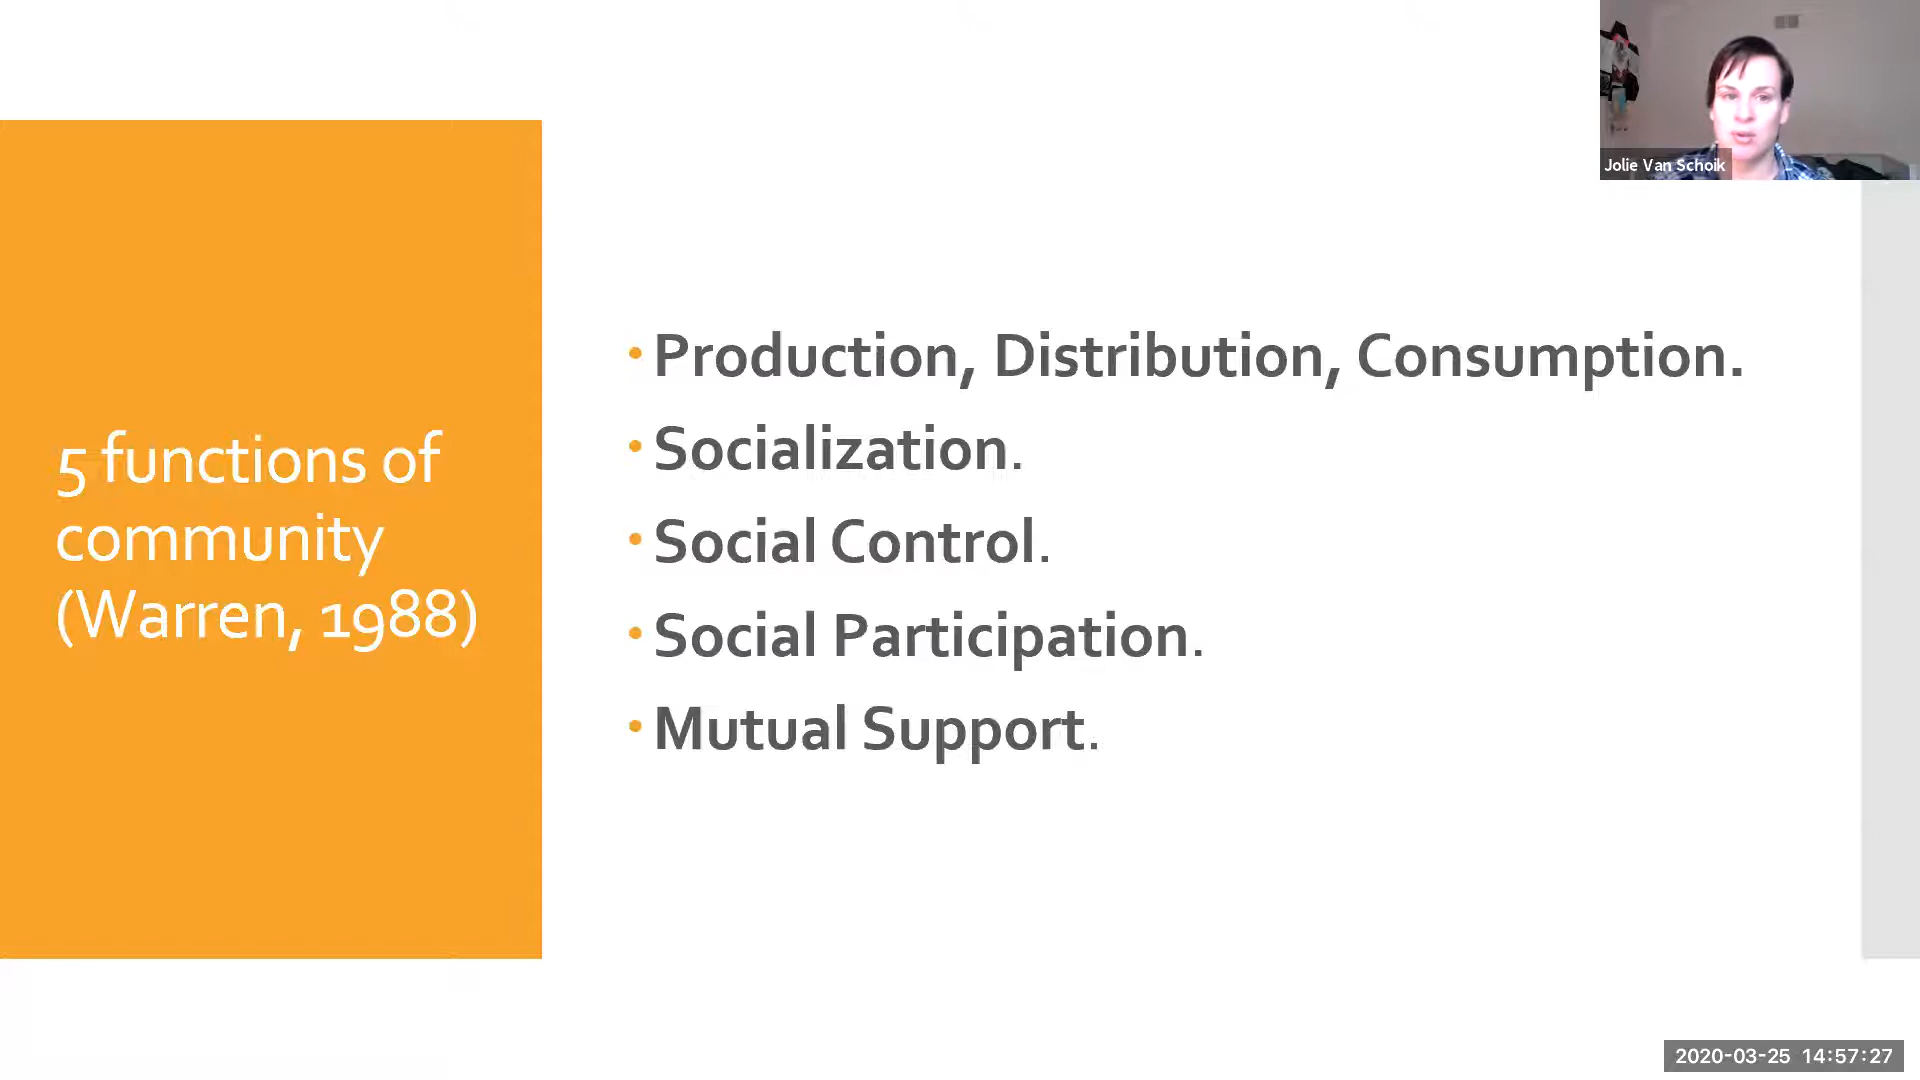 5 functions of
community
(Warren, 1988)
• Production, Distribution, Consumption.
• Socialization.
• Social Control.
• Social Participation.
• Mutual Support.
Jolie Van Schoik
2020-03-25 14:57:27